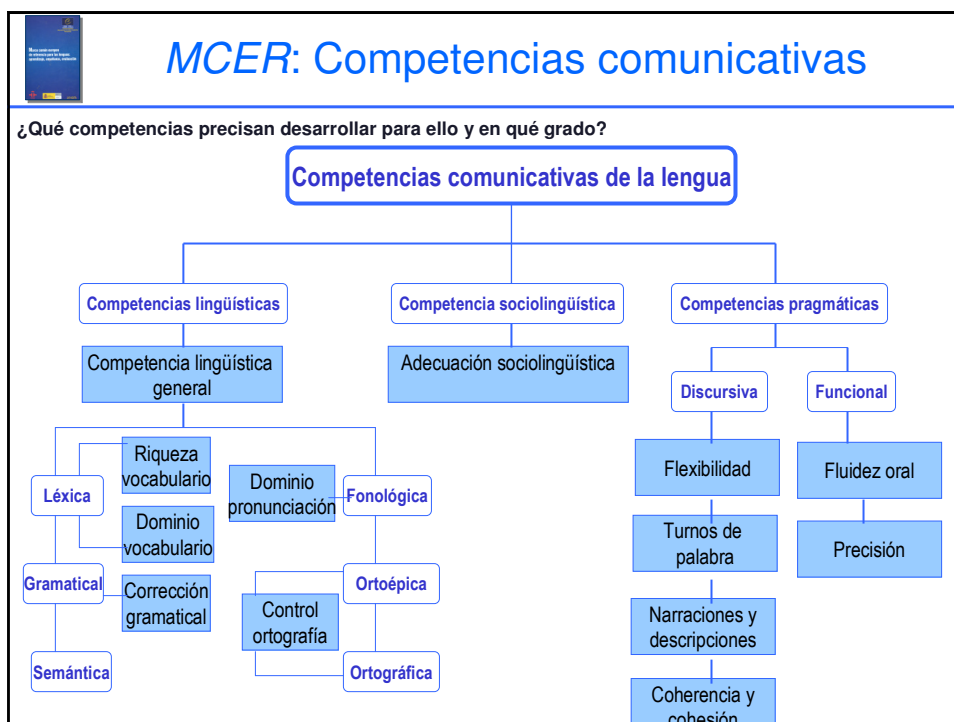 MCER: Competencias comunicativas
¿Qué competencias precisan desarrollar para ello y en qué grado?
Competencias comunicativas de la lengua
Competencias lingüísticas
Competencia sociolingüística
Competencias pragmáticas
Competencia lingüística
general
Adecuación sociolingüística
Discursiva
Funcional
Riqueza
vocabulario
Léxica
Dominio
pronunciación
Fonológica
Flexibilidad
Fluidez oral
Dominio
vocabulario
Turnos de
palabra
Precisión
Gramatical
Corrección
gramatical
Ortoépica
Control
ortografía
Narraciones y
descripciones
Semántica
Ortográfica
Coherencia y
cohesión